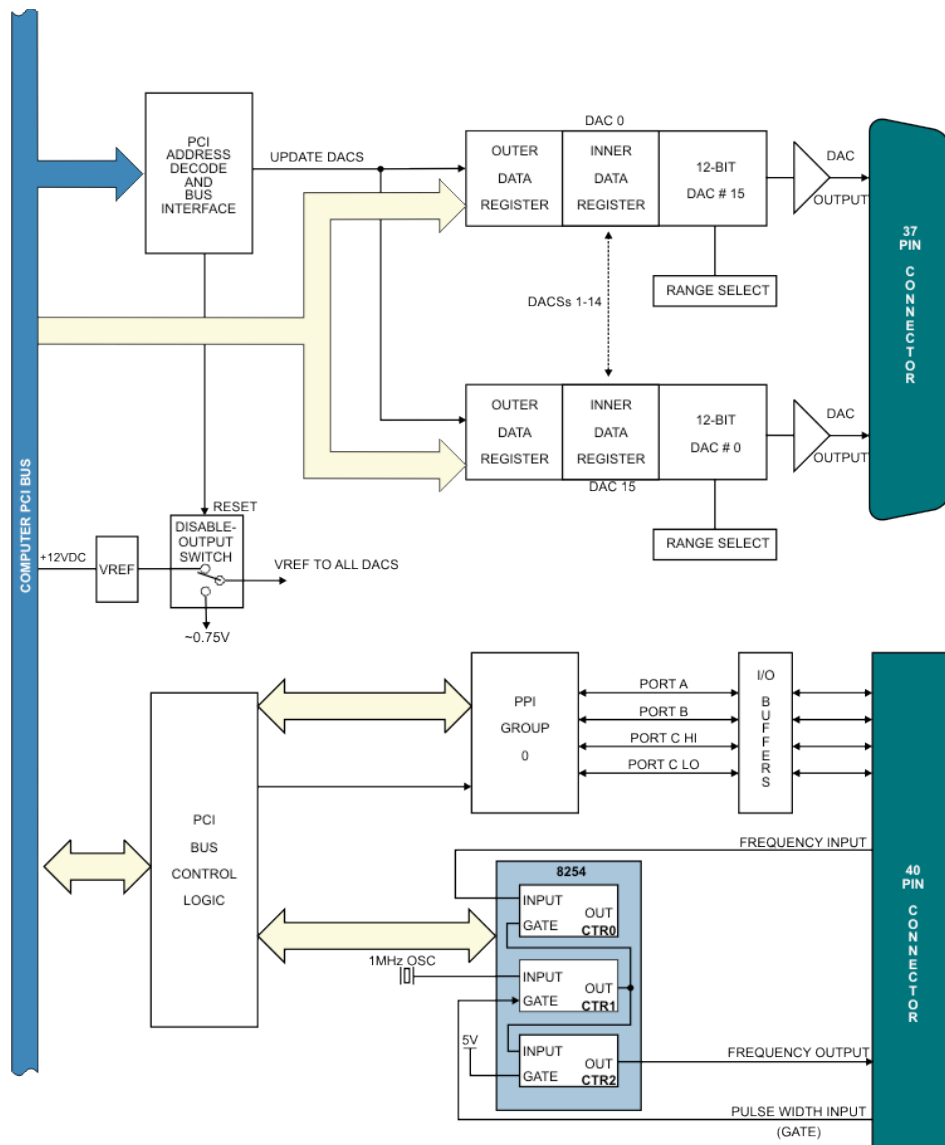 COMPUTER PCI BUS
PCI
ADDRESS
DECODE
AND
BUS
INTERFACE
UPDATE DACS
DAC 0
OUTER
DATA
REGISTER
INNER
DATA
REGISTER
12-BIT
DAC # 15
DAC
OUTPUT
RANGE SELECT
DACSs 1-14
OUTER
DATA
REGISTER
INNER
DATA
REGISTER
12-BIT
DAC # 0
DAC 15
DAC
OUTPUT
RANGE SELECT
37
PIN
CONNECTOR
RESET
DISABLE-
OUTPUT
SWITCH
+12VDC
VREF
VREF TO ALL DACS
~0.75V
PCI
BUS
CONTROL
LOGIC
PPI
GROUP
0
PORT A
PORT B
PORT C HI
PORT C LO
I/O
BUFFERS
FREQUENCY INPUT
8254
INPUT
OUT
GATE
CTR0
1MHz OSC
INPUT
OUT
GATE
CTR1
5V
INPUT
OUT
GATE
CTR2
FREQUENCY OUTPUT
PULSE WIDTH INPUT
(GATE)
40
PIN
CONNECTOR